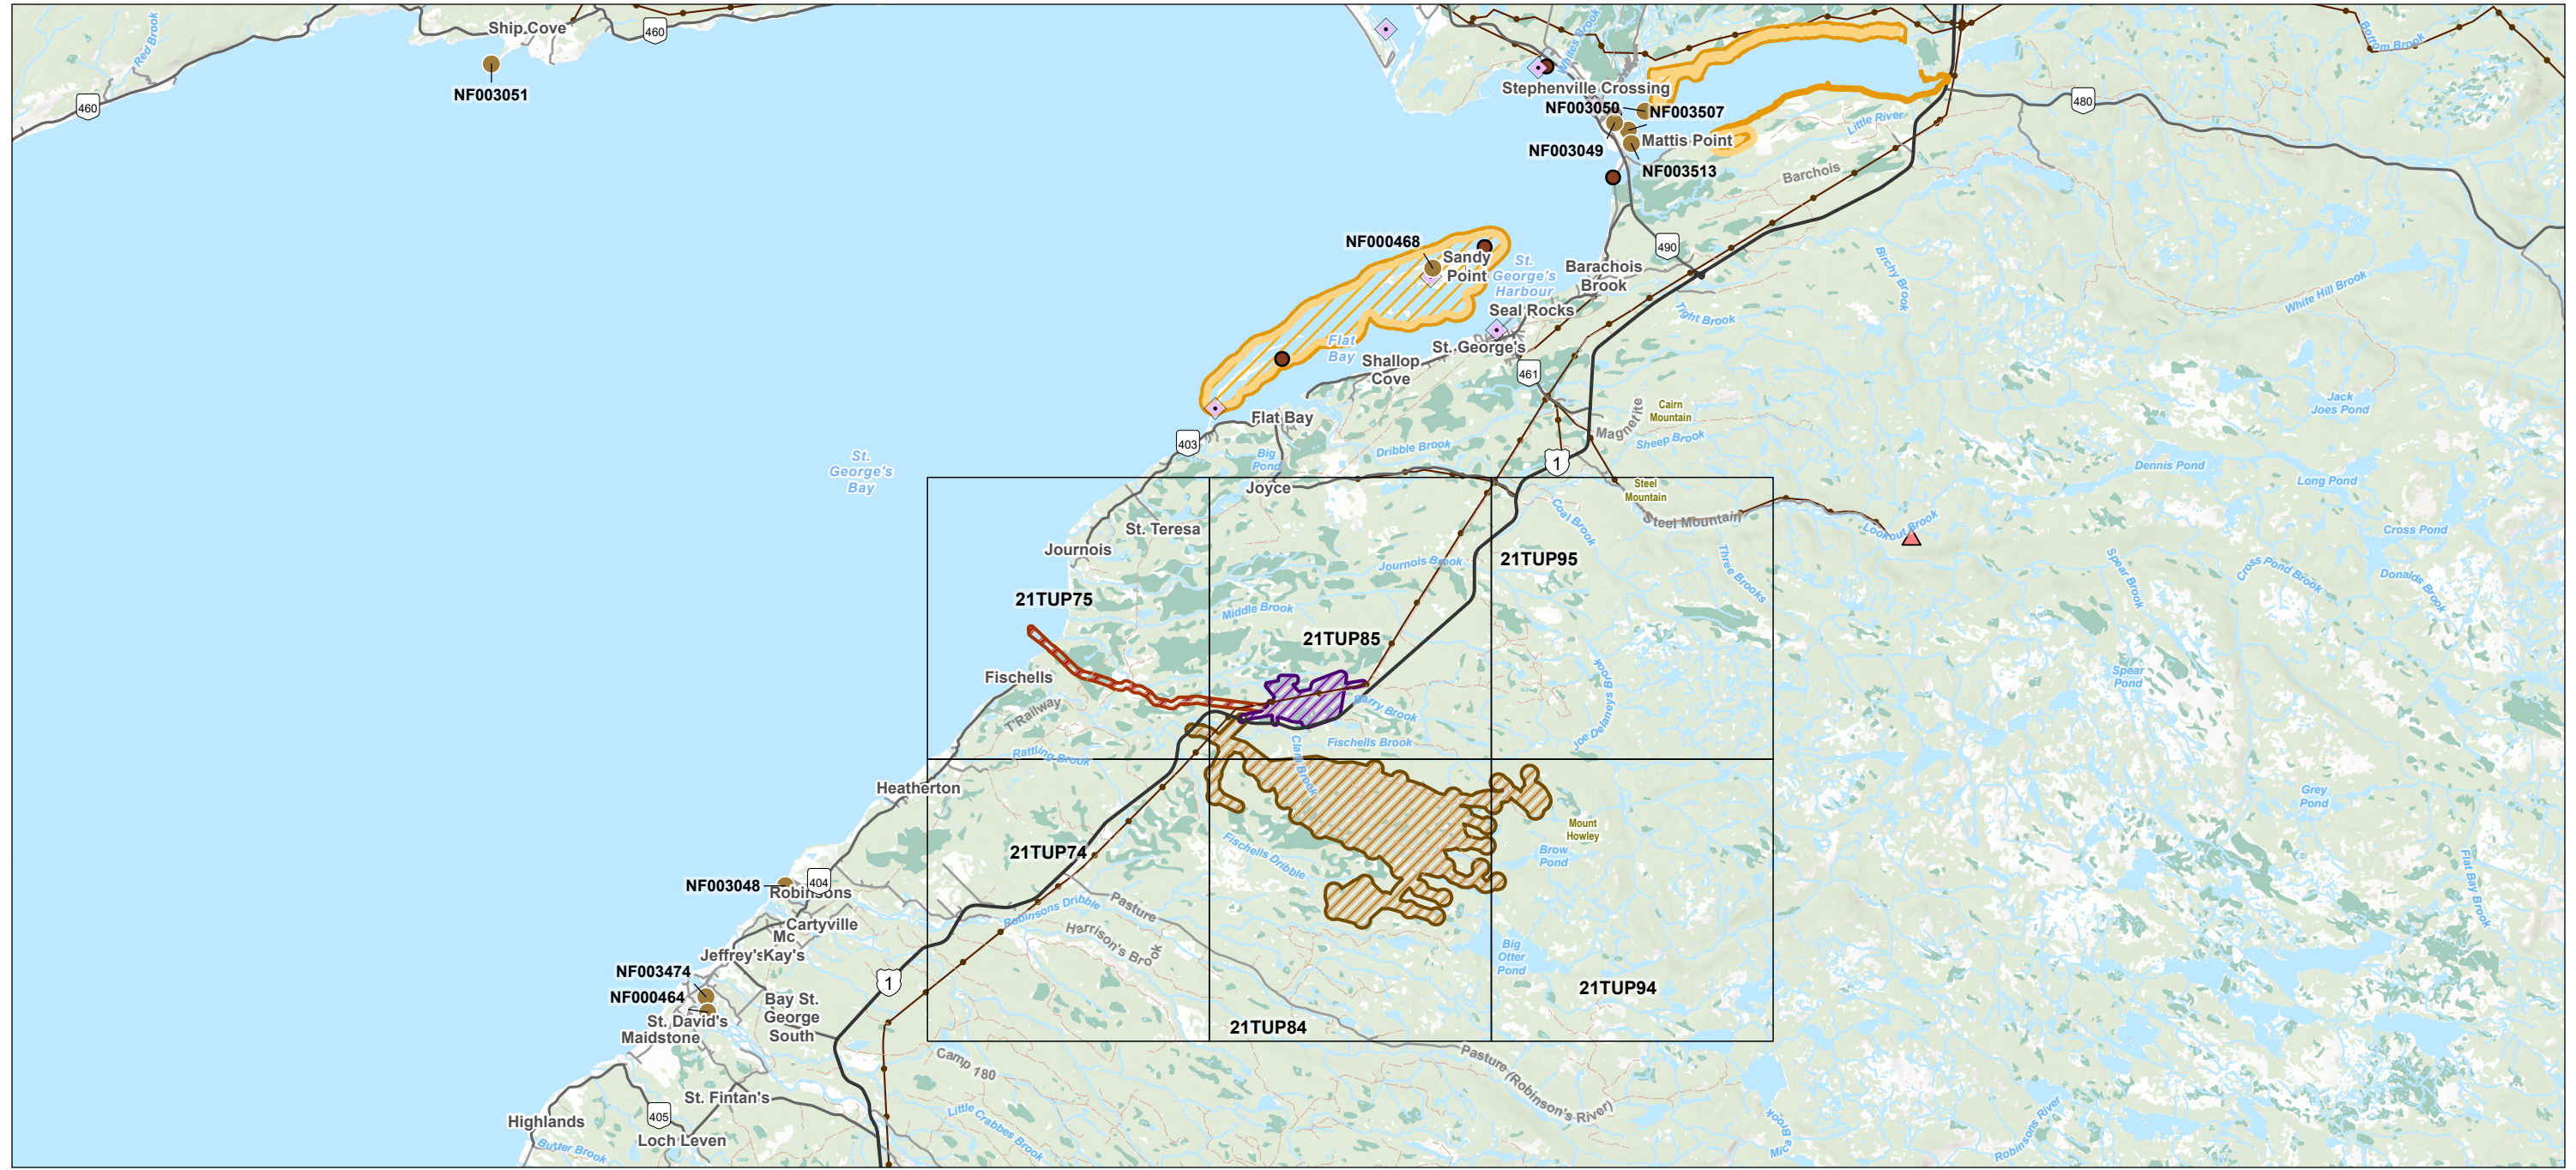 Ship Cove
460
Red Brook
460
NF003051
Whites Brook
Stephenville Crossing
NF003050
NF003507
Mattis Point
NF003049
NF003513
Little River
Barchois
480
Bottom Brook
490
NF000468
Sandy
Point
St.
George's
Harbour
Barachois
Brook
Seal Rocks
St. George's
Flat
Bay
Shallop
Cove
461
Tight Brook
Birchy Brook
White Hill Brook
Cairn
Mountain
Magnetite
Sheep Brook
Jack
Joes Pond
Flat Bay
403
Big
Pond
Dribble Brook
1
St.
George's
Bay
Joyce
Steel
Mountain
Dennis Pond
Long Pond
St. Teresa
Coal Brook
Steel Mountain
Lookout Brook
Cross Pond
Journois
Journois Brook
21TUP95
Three Brooks
Spear Brook
Cross Pond Brook
Donalds Brook
21TUP75
Middle Brook
21TUP85
Joe Delaney's Brook
Fischells
Spear
Pond
T'Railway
Barry Brook
Rattling Brook
Clam Brook
Fischells Brook
Heatherton
Grey
Pond
Mount
Howley
21TUP74
Fischells Dribble
Brow
Pond
Flat Bay Brook
NF003048
404
Robinsons
Robinsons Dribble
Pasture
Cartyville
Mc
Kay's
Jeffrey's
Harrison's Brook
Big
Otter
Pond
NF003474
NF000464
1
Bay St.
George
South
21TUP94
St. David's
Maidstone
21TUP84
Camp 180
Pasture (Robinson's River)
St. Fintan's
405
Highlands
Loch Leven
Butler Brook
Little Crabbes Brook
Robinsons River